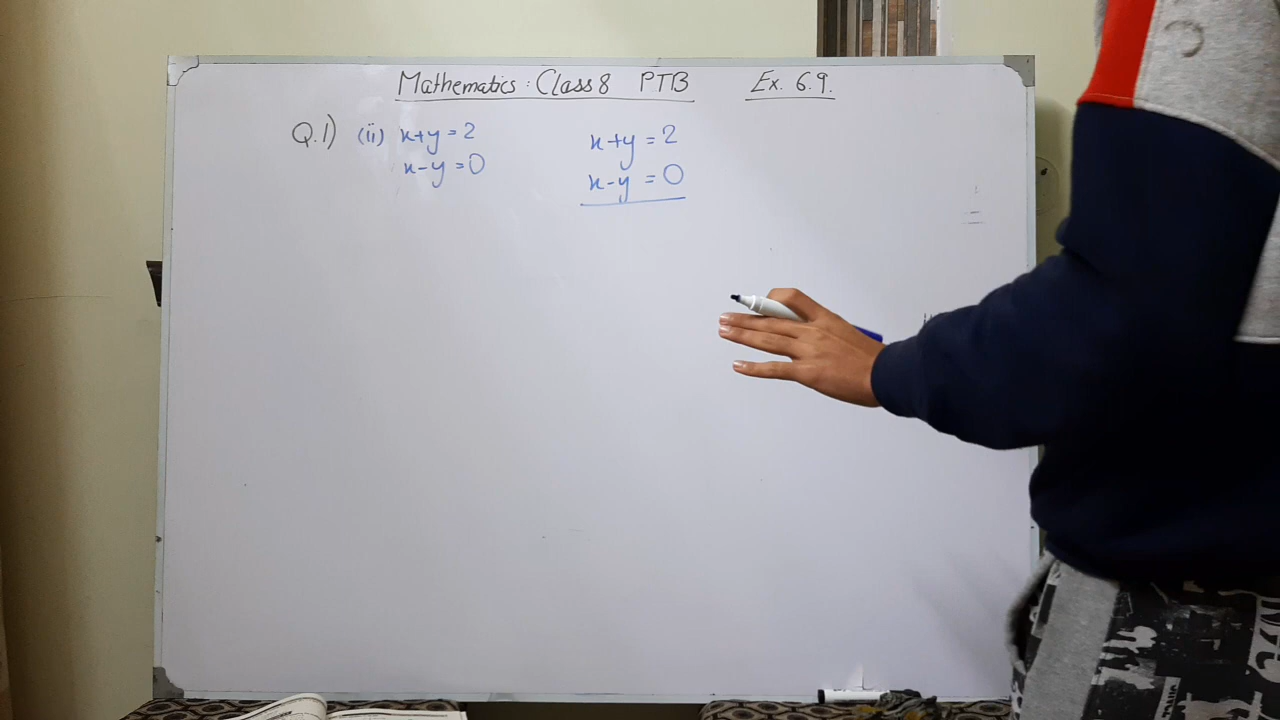 Mathematics : Class 8 PTB Ex. 6.9.
Q.1) (ii) x+y = 2
x-y = 0
x+y = 2
x-y = 0